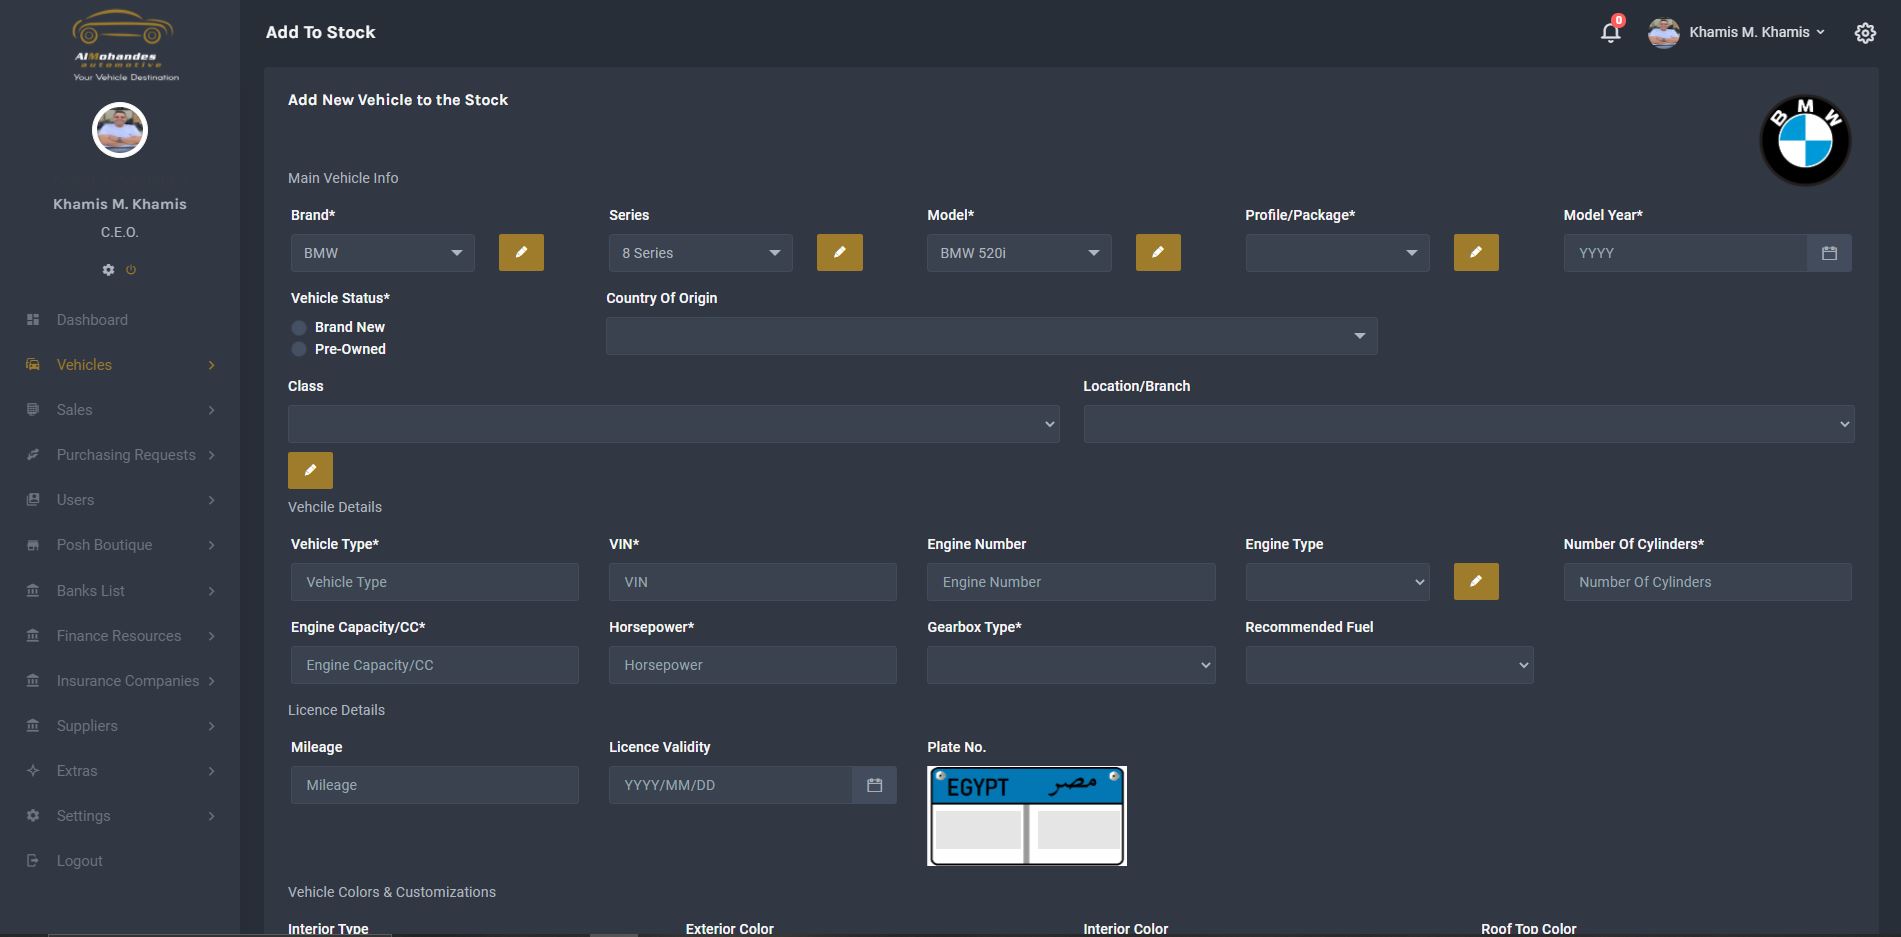 AlMohandes
automotive
Your Vehicle Destination
Khamis M. Khamis
C.E.O.
Dashboard
Vehicles
Sales
Purchasing Requests
Users
Posh Boutique
Banks List
Finance Resources
Insurance Companies
Suppliers
Extras
Settings
Logout
Add To Stock
0
Khamis M. Khamis
Add New Vehicle to the Stock
BMW
Main Vehicle Info
Brand* Series Model* Profile/Package* Model Year*
BMW 8 Series BMW 520i YYYY
Vehicle Status* Country Of Origin
Brand New
Pre-Owned
Class Location/Branch
Vehcile Details
Vehicle Type* VIN* Engine Number Engine Type Number Of Cylinders*
Vehicle Type VIN Engine Number Number Of Cylinders
Engine Capacity/CC* Horsepower* Gearbox Type* Recommended Fuel
Engine Capacity/CC Horsepower
Licence Details
Mileage Licence Validity Plate No.
Mileage YYYY/MM/DD
EGYPT مصر
Vehicle Colors & Customizations
Interior Type Exterior Color Interior Color Roof Top Color